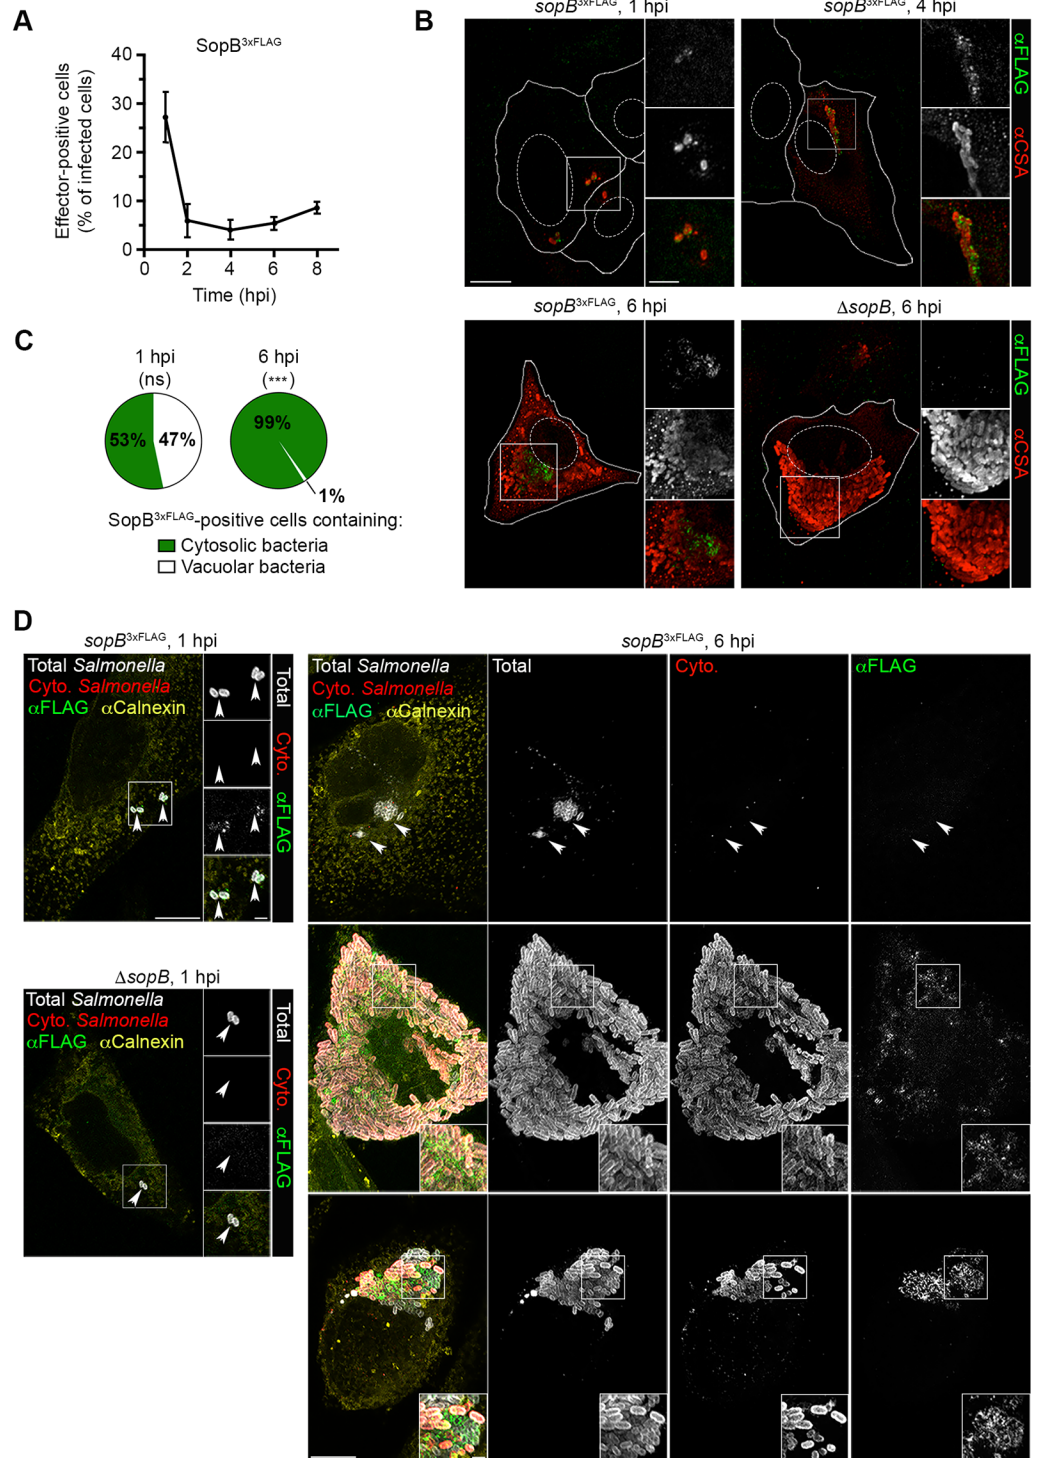 A
SopB3xFLAG
Effector-positive cells
(% of infected cells)
40
30
20
10
0
0 2 4 6 8
Time (hpi)
B
sopB3xFLAG, 1 hpi
sopB3xFLAG, 4 hpi
αFLAG
αCSA
sopB3xFLAG, 6 hpi
ΔsopB, 6 hpi
αFLAG
αCSA
C
1 hpi
(ns)
6 hpi
(***)
53%
47%
99%
1%
SopB3xFLAG-positive cells containing:
Cytosolic bacteria
Vacuolar bacteria
D
sopB3xFLAG, 1 hpi
Total Salmonella
Cyto. Salmonella
αFLAG αCalnexin
Total
Cyto.
αFLAG
ΔsopB, 1 hpi
Total Salmonella
Cyto. Salmonella
αFLAG αCalnexin
Total
Cyto.
αFLAG
sopB3xFLAG, 6 hpi
Total Salmonella
Cyto. Salmonella
αFLAG αCalnexin
Total
Cyto.
αFLAG